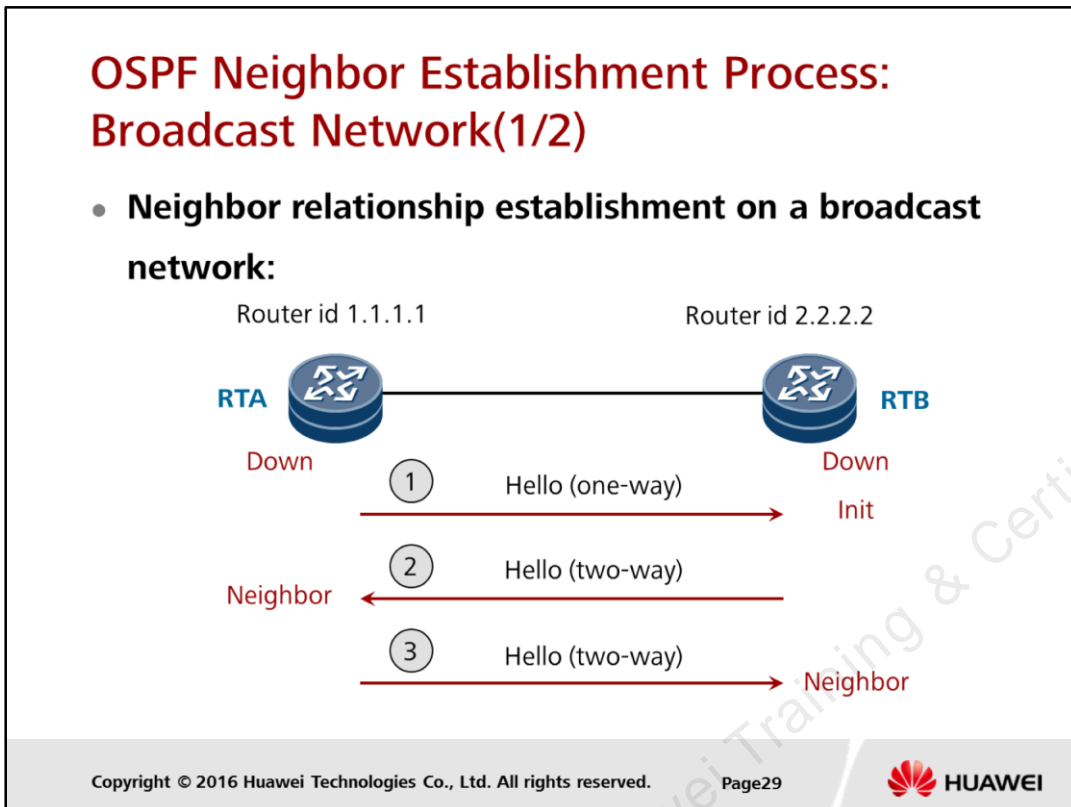 OSPF Neighbor Establishment Process:
Broadcast Network(1/2)
• Neighbor relationship establishment on a broadcast
network:
Router id 1.1.1.1
Router id 2.2.2.2
RTA
RTB
Down
Down
1
Hello (one-way)
Init
2
Hello (two-way)
Neighbor
3
Hello (two-way)
Neighbor
Training & Certi
Copyright © 2016 Huawei Technologies Co., Ltd. All rights reserved.
Page29
HUAWEI